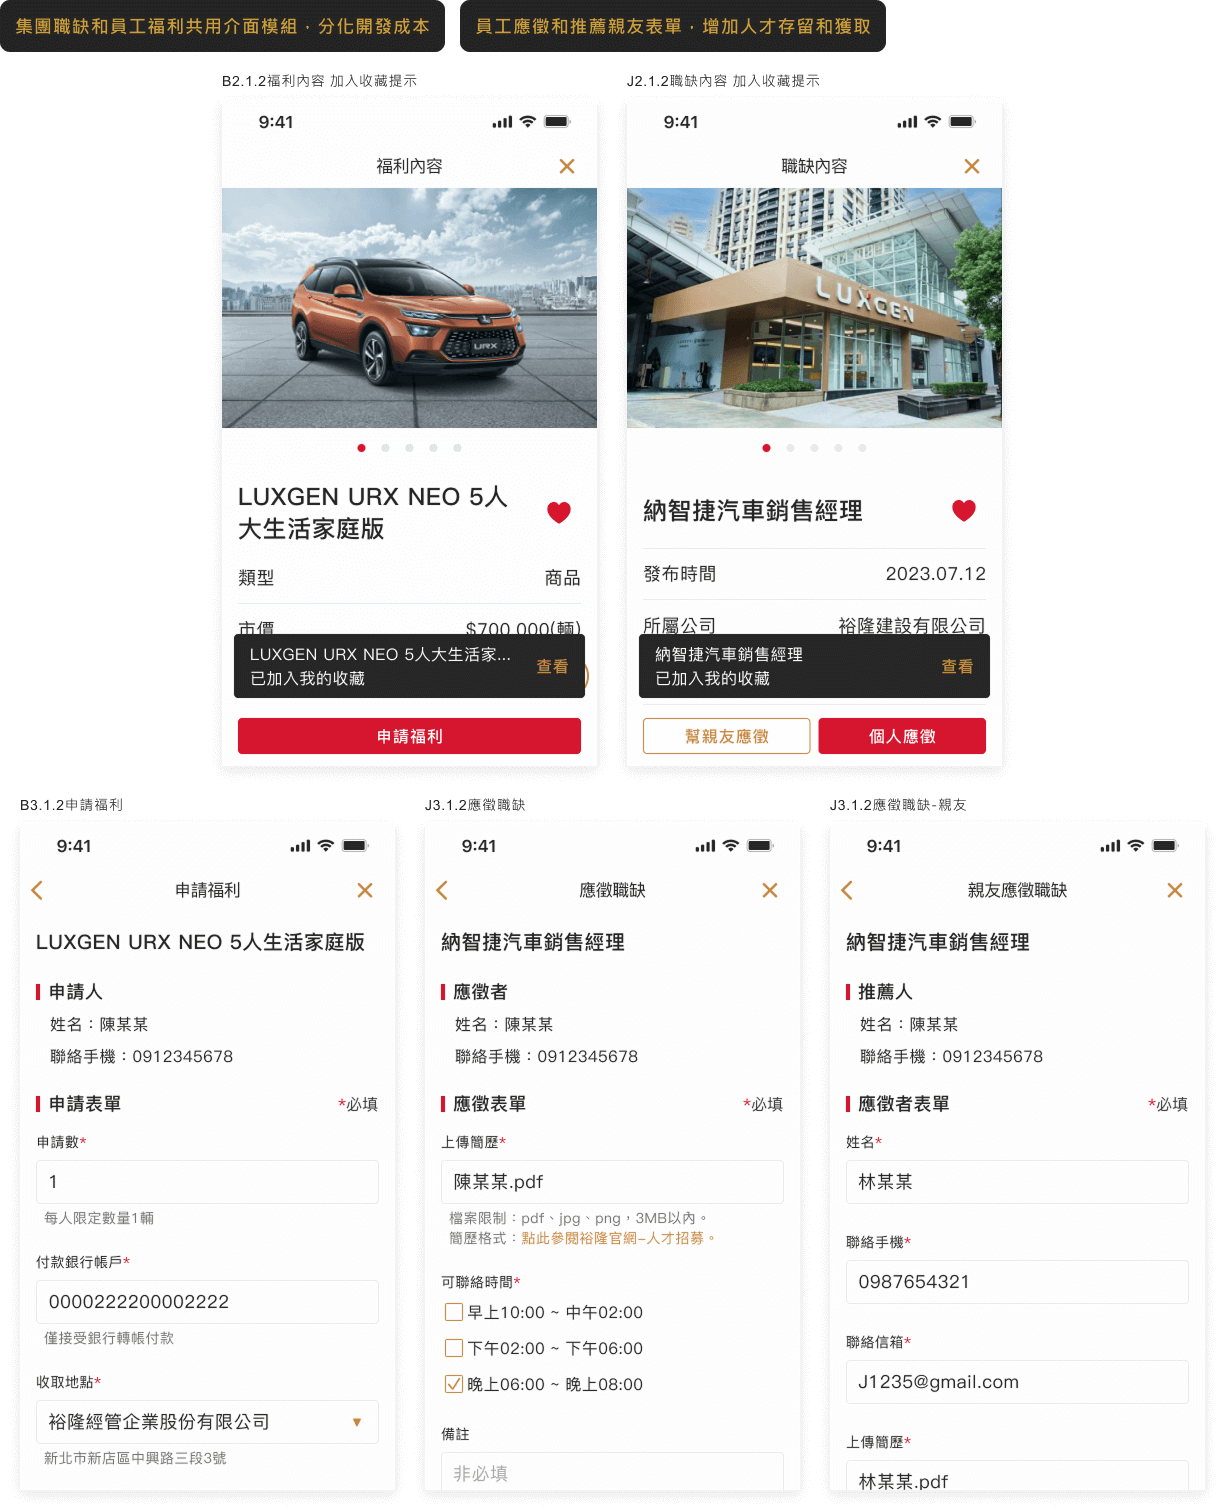 集團職缺和員工福利共用介面模組．分化開發成本
員工應徵和推薦親友表單．增加人才存留和獲取
B2.1.2福利內容 加入收藏提示
9:41
福利內容
URX
LUXGEN URX NEO 5人
大生活家庭版
類型
商品
市價
$700,000(輛)
LUXGEN URX NEO 5人大生活家...
已加入我的收藏
查看
申請福利
J2.1.2職缺內容 加入收藏提示
9:41
職缺內容
LUXGEN
納智捷汽車銷售經理
發布時間
2023.07.12
所屬公司
裕隆建設有限公司
納智捷汽車銷售經理
已加入我的收藏
查看
幫親友應徵
個人應徵
B3.1.2申請福利
9:41
申請福利
LUXGEN URX NEO 5人生活家庭版
申請人
姓名：陳某某
聯絡手機：0912345678
申請表單
*必填
申請數*
1
每人限定數量1輛
付款銀行帳戶*
0000222200002222
僅接受銀行轉帳付款
收取地點*
裕隆經管企業股份有限公司
▼
新北市新店區中興路三段3號
J3.1.2應徵職缺
9:41
應徵職缺
納智捷汽車銷售經理
應徵者
姓名：陳某某
聯絡手機：0912345678
應徵表單
*必填
上傳簡歷*
陳某某.pdf
檔案限制：pdf、jpg、png，3MB以內。
簡歷格式：點此參閱裕隆官網–人才招募。
可聯絡時間*
早上10:00 ~ 中午02:00
下午02:00 ~ 下午06:00
晚上06:00 ~ 晚上08:00
備註
非必填
J3.1.2應徵職缺-親友
9:41
親友應徵職缺
納智捷汽車銷售經理
推薦人
姓名：陳某某
聯絡手機：0912345678
應徵者表單
*必填
姓名*
林某某
聯絡手機*
0987654321
聯絡信箱*
J1235@gmail.com
上傳簡歷*
林某某.pdf